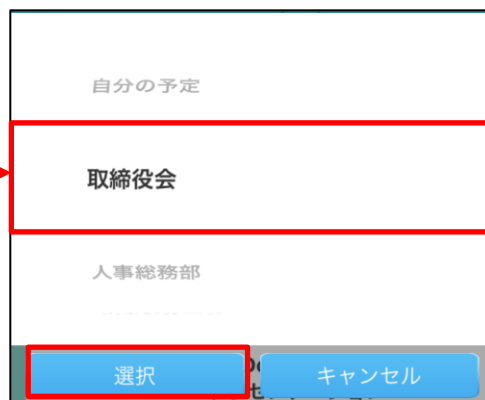 自分の予定
取締役会
人事総務部
選択
キャンセル